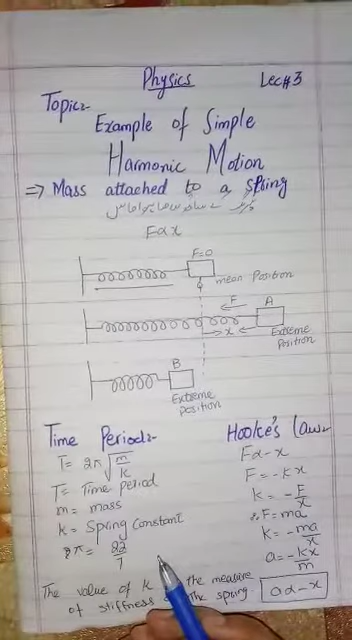 Physics
Lec#3
Topic:-
Example of Simple
Harmonic Motion
=> Mass attached to a spring
F∝x
F=0
mean Position
F
A
x
Extreme
Position
B
Extreme
Position
Time Period:-
T = 2π√m/k
T = Time period
m = mass
k = Spring Constant
2π = 22/7
Hooke's Law
F∝-x
F = -kx
k = -F/x
∴F = ma
k = -ma/x
a = -kx/m
a∝-x
The value of k the measure
of stiffness the spring